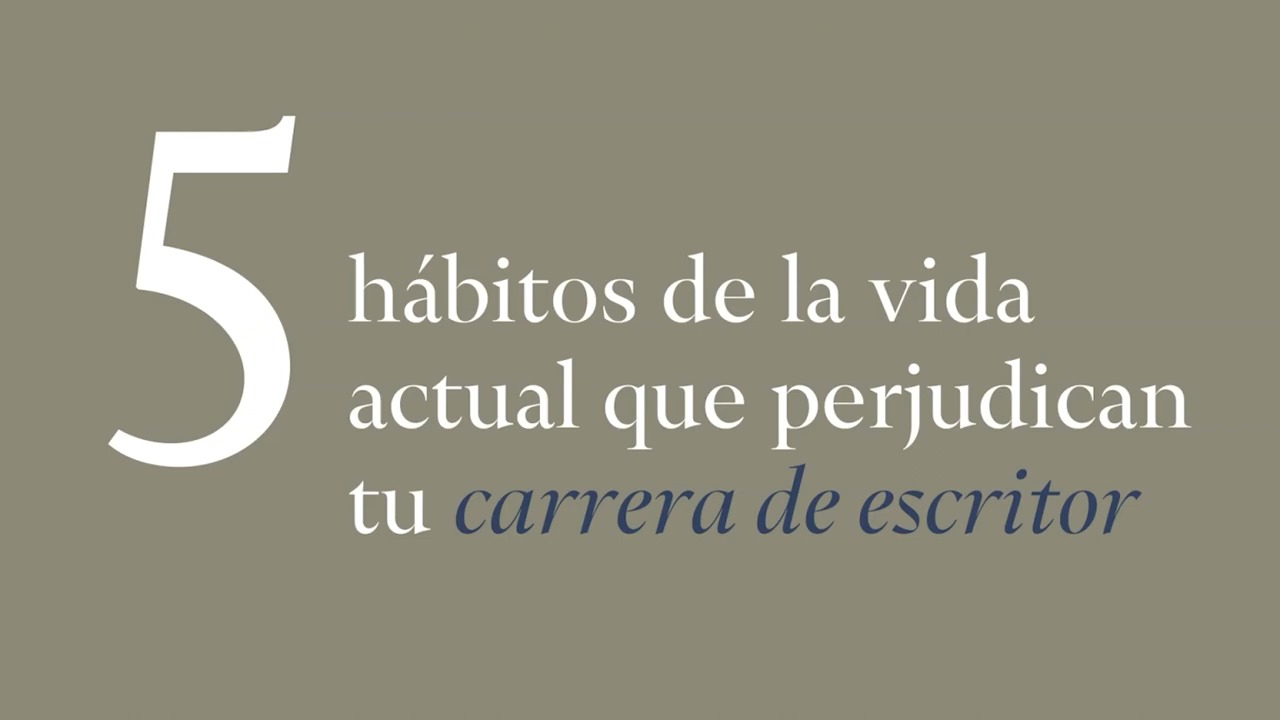 5
hábitos de la vida
actual que perjudican
tu carrera de escritor